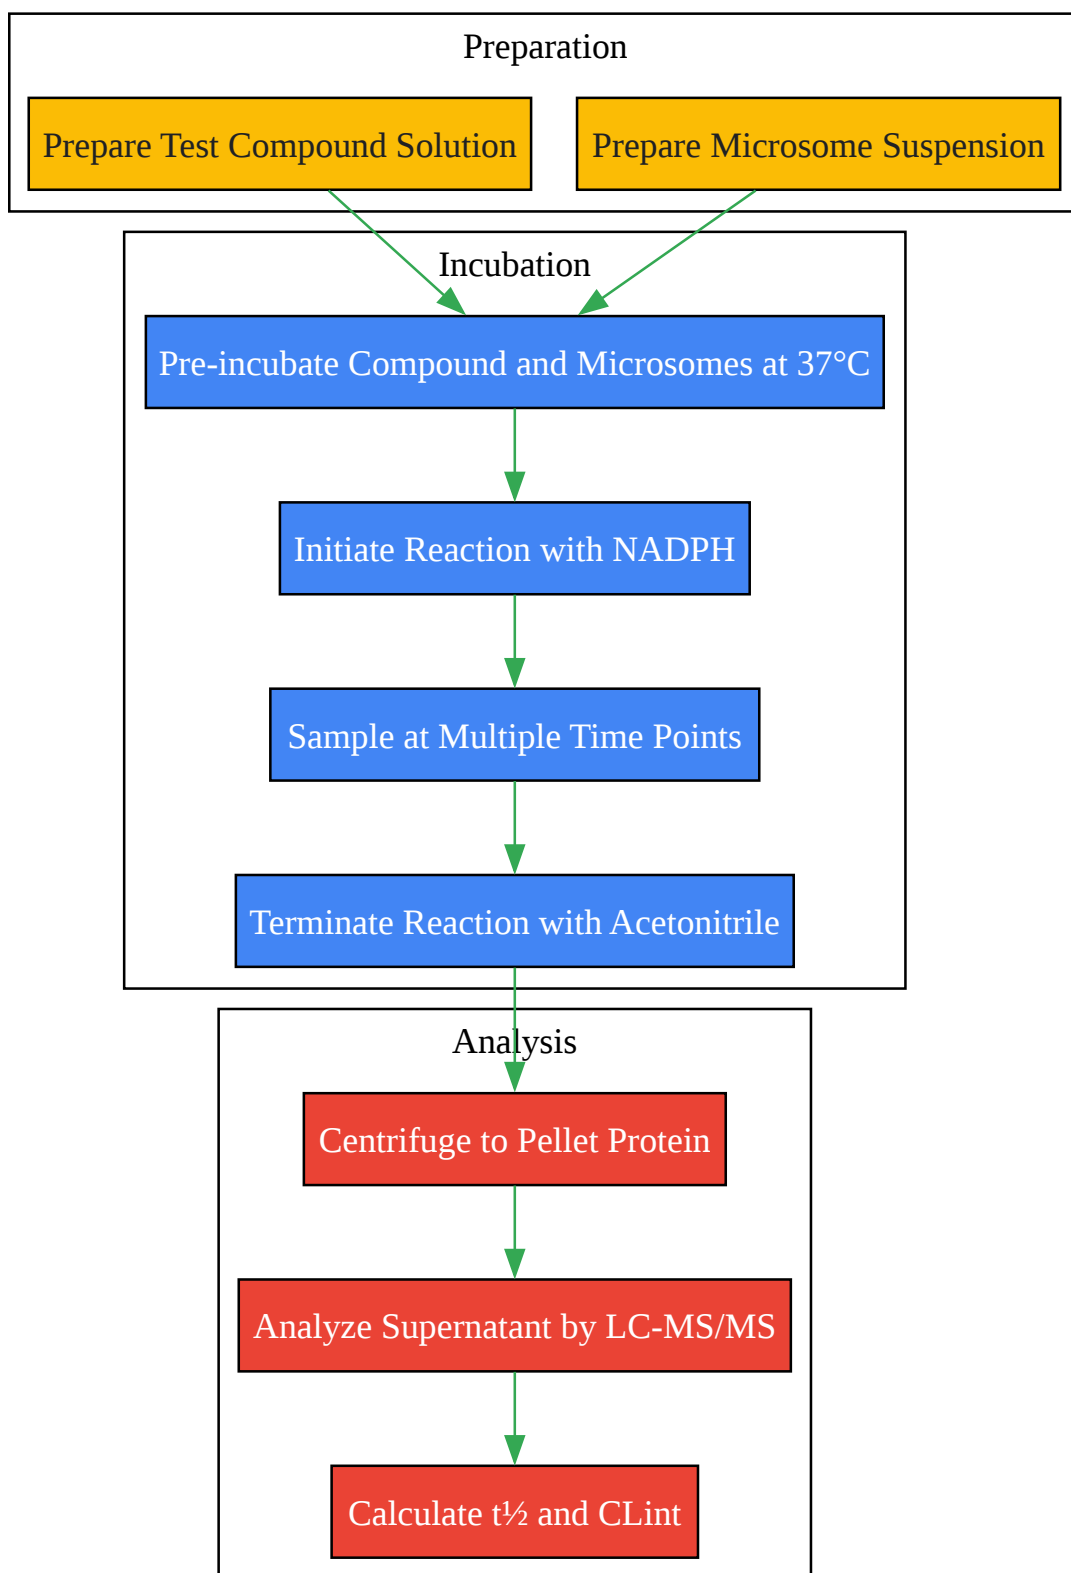 Preparation
Prepare Test Compound Solution
Prepare Microsome Suspension
Incubation
Pre-incubate Compound and Microsomes at 37°C
Initiate Reaction with NADPH
Sample at Multiple Time Points
Terminate Reaction with Acetonitrile
Analysis
Centrifuge to Pellet Protein
Analyze Supernatant by LC-MS/MS
Calculate t½ and CLint